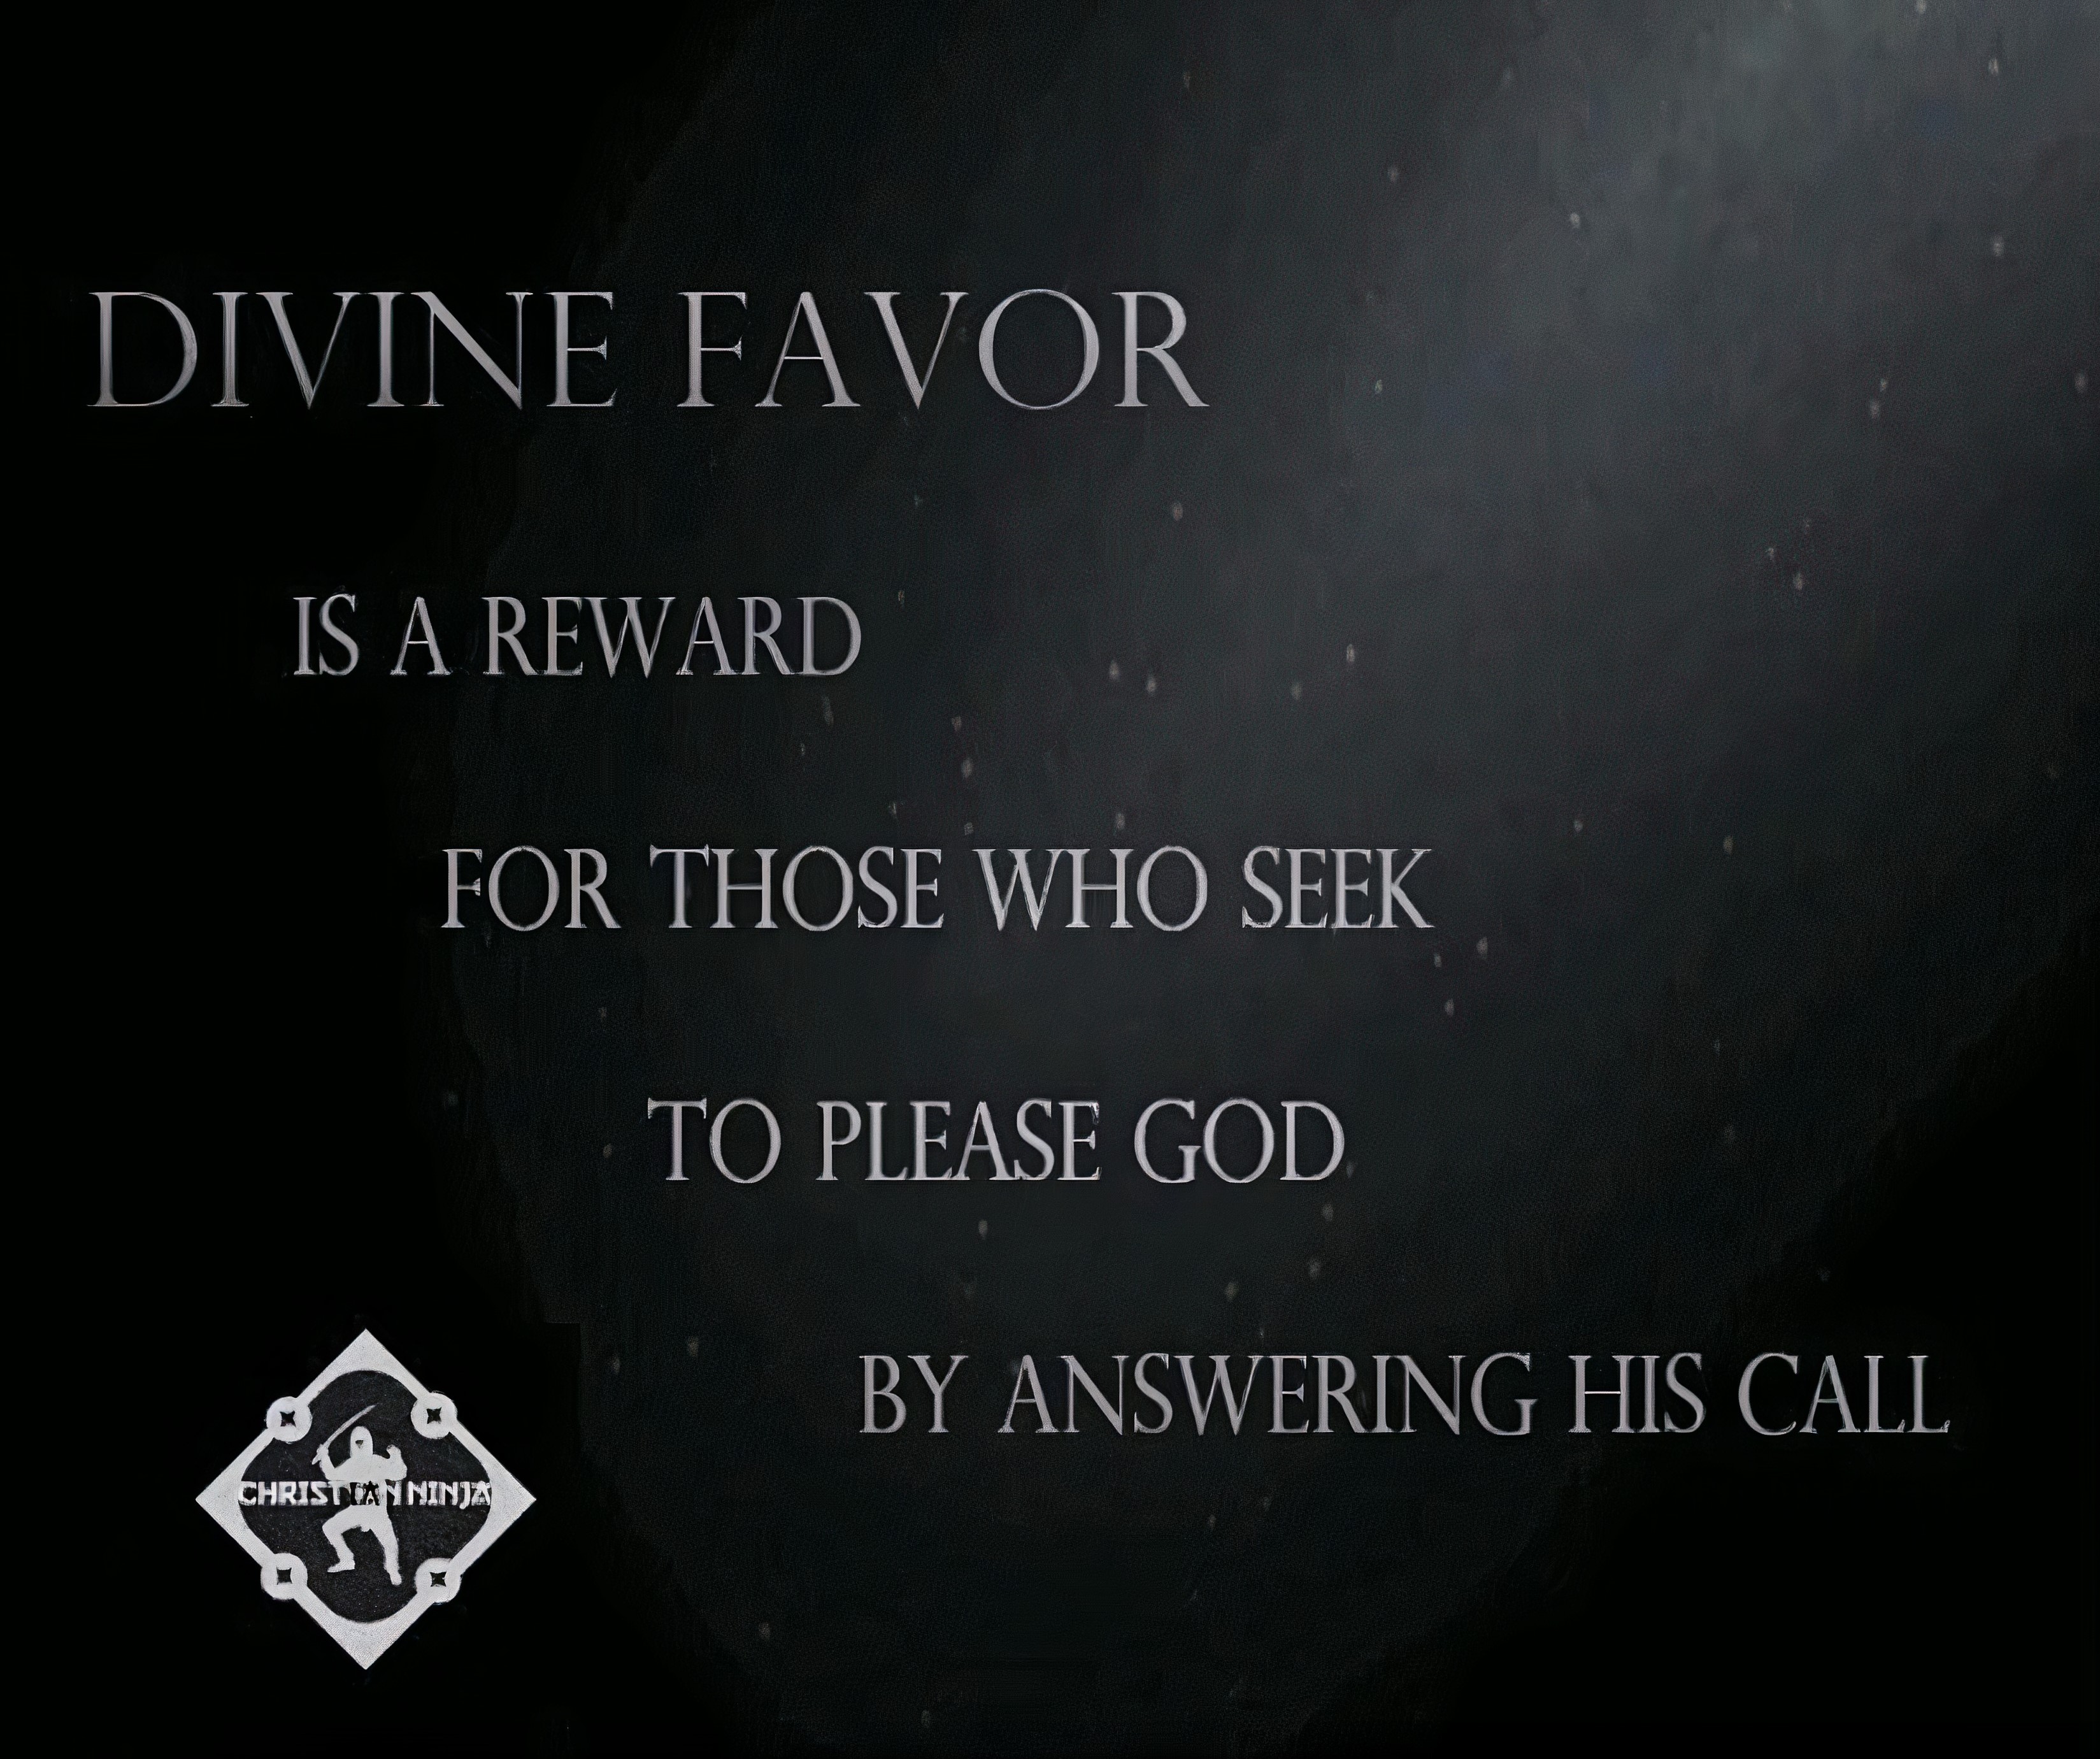 DIVINE FAVOR
IS A REWARD
FOR THOSE WHO SEEK
TO PLEASE GOD
BY ANSWERING HIS CALL
CHRISTIAN NINJA